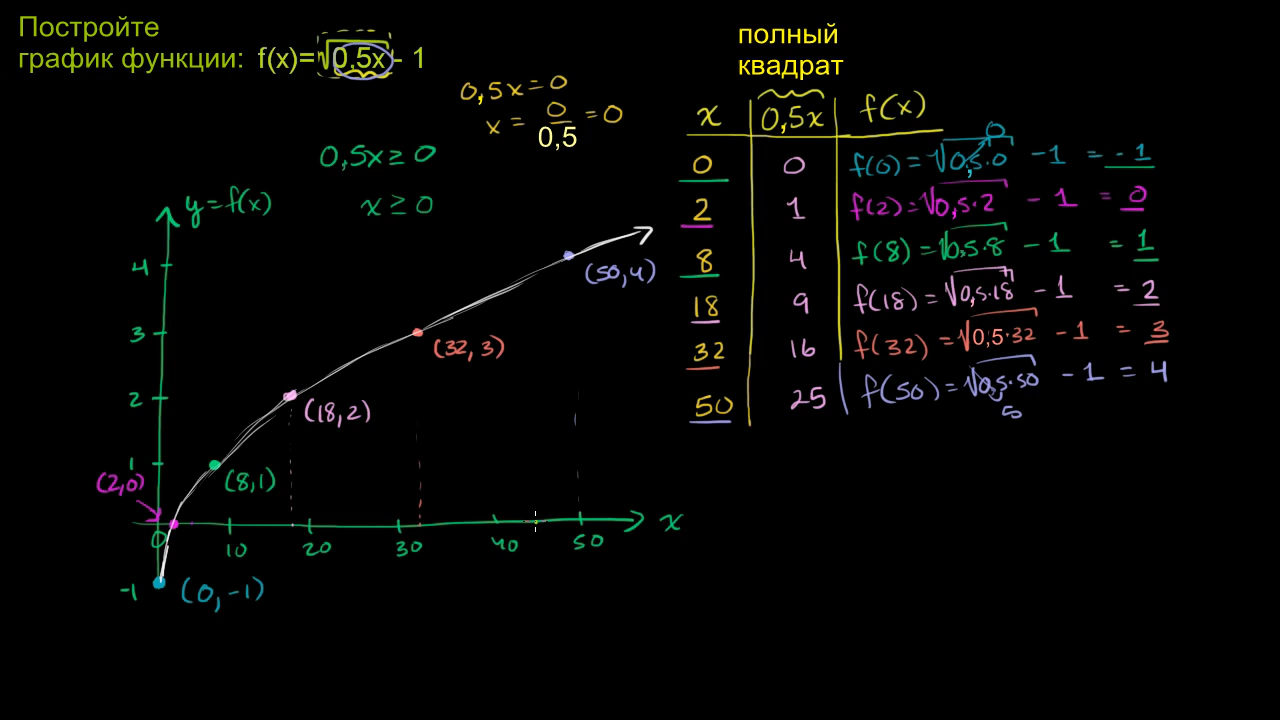 Постройте
график функции: f(x)=√0,5x - 1
0,5x = 0
x = 0/0,5 = 0
0,5x ≥ 0
x ≥ 0
y = f(x)
4
3
2
1
0
-1
10 20 30 40 50
x
(50,4)
(32,3)
(18,2)
(8,1)
(2,0)
(0,-1)
полный
квадрат
x 0,5x f(x)
0 0 f(0) = √0,5·0 - 1 = -1
0
2 1 f(2) = √0,5·2 - 1 = 0
8 4 f(8) = √0,5·8 - 1 = 1
18 9 f(18) = √0,5·18 - 1 = 2
32 16 f(32) = √0,5·32 - 1 = 3
50 25 f(50) = √0,5·50 - 1 = 4
5